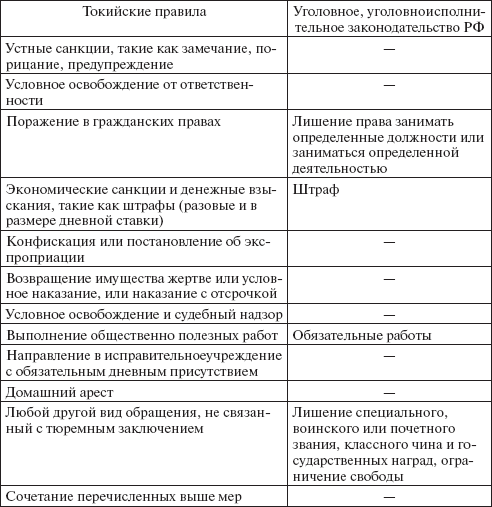 Токийские правила
Уголовное, уголовноисполни-
тельное законодательство РФ
Устные санкции, такие как замечание, по-
рицание, предупреждение
—
Условное освобождение от ответствен-
ности
—
Поражение в гражданских правах
Лишение права занимать
определенные должности или
заниматься определенной
деятельностью
Экономические санкции и денежные взы-
скания, такие как штрафы (разовые и в
размере дневной ставки)
Штраф
Конфискация или постановление об экс-
проприации
—
Возвращение имущества жертве или услов-
ное наказание, или наказание с отсрочкой
—
Условное освобождение и судебный надзор
—
Выполнение общественно полезных работ
Обязательные работы
Направление в исправительноеучреждение
с обязательным дневным присутствием
—
Домашний арест
—
Любой другой вид обращения, не связан-
ный с тюремным заключением
Лишение специального,
воинского или почетного
звания, классного чина и го-
сударственных наград, огра-
ничение свободы
Сочетание перечисленных выше мер
—